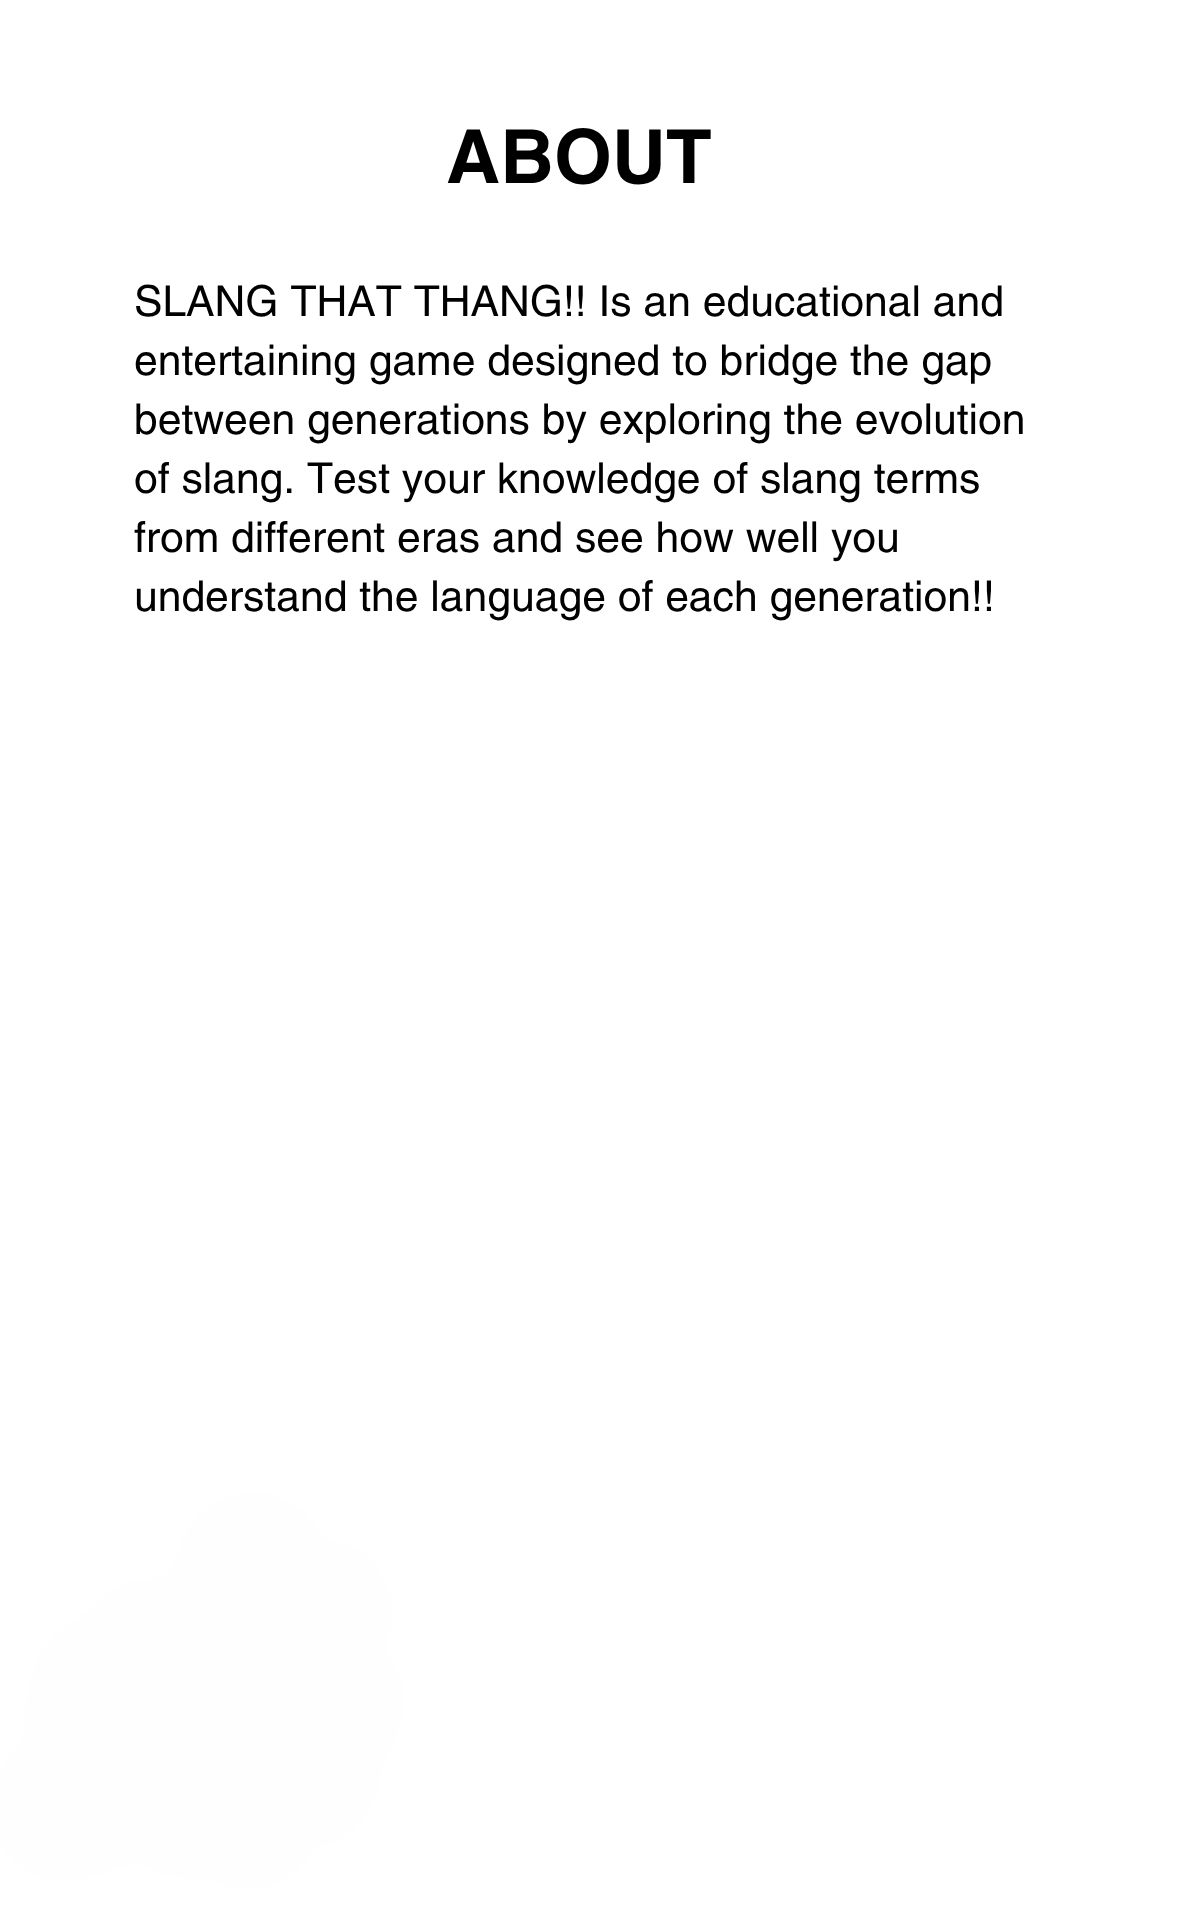 ABOUT
SLANG THAT THANG!! Is an educational and
entertaining game designed to bridge the gap
between generations by exploring the evolution
of slang. Test your knowledge of slang terms
from different eras and see how well you
understand the language of each generation!!